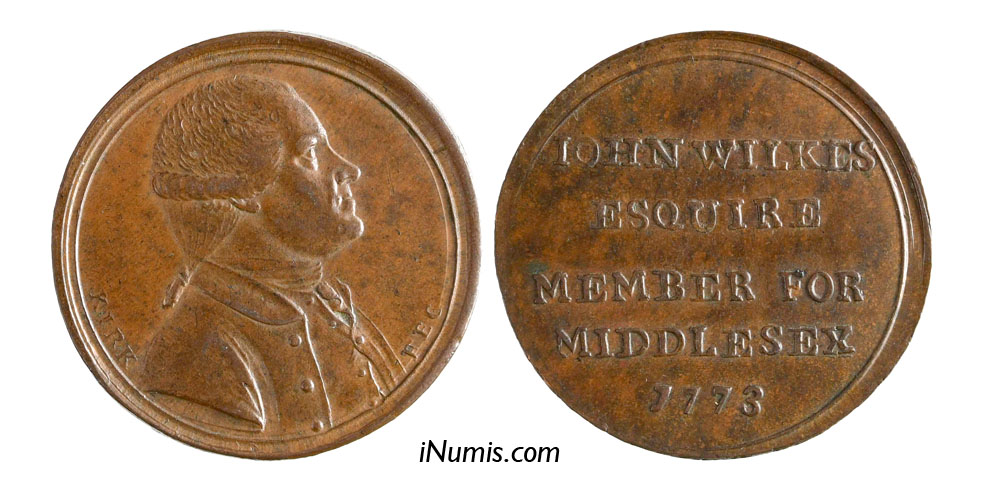 KIRK FEC
IOHN WILKES
ESQUIRE
MEMBER FOR
MIDDLESEX
1773
iNumis.com